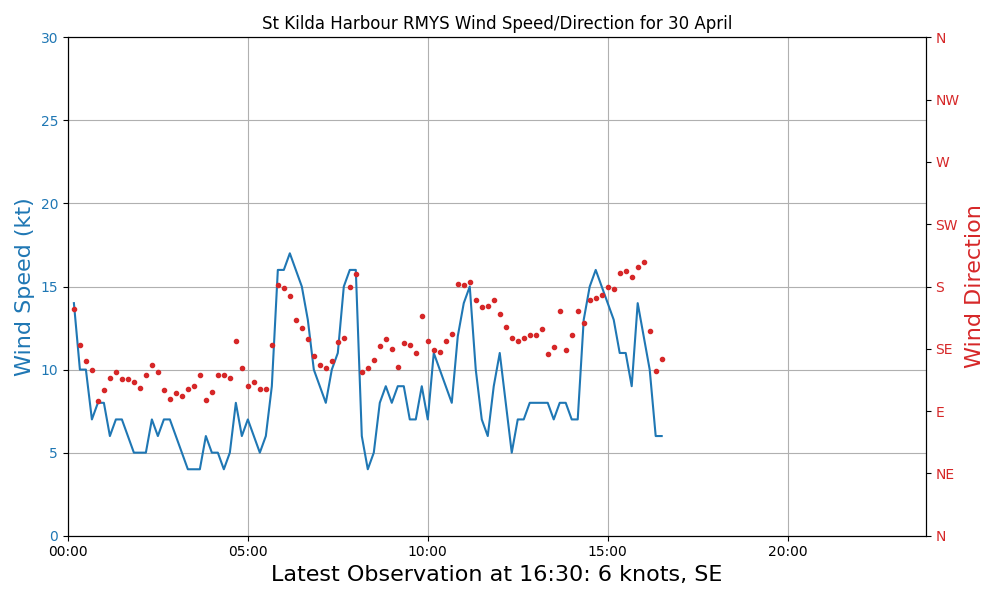 St Kilda Harbour RMYS Wind Speed/Direction for 30 April
30
25
20
15
10
5
0
Wind Speed (kt)
N
NW
W
SW
S
SE
E
NE
N
Wind Direction
00:00
05:00
10:00
15:00
20:00
Latest Observation at 16:30: 6 knots, SE